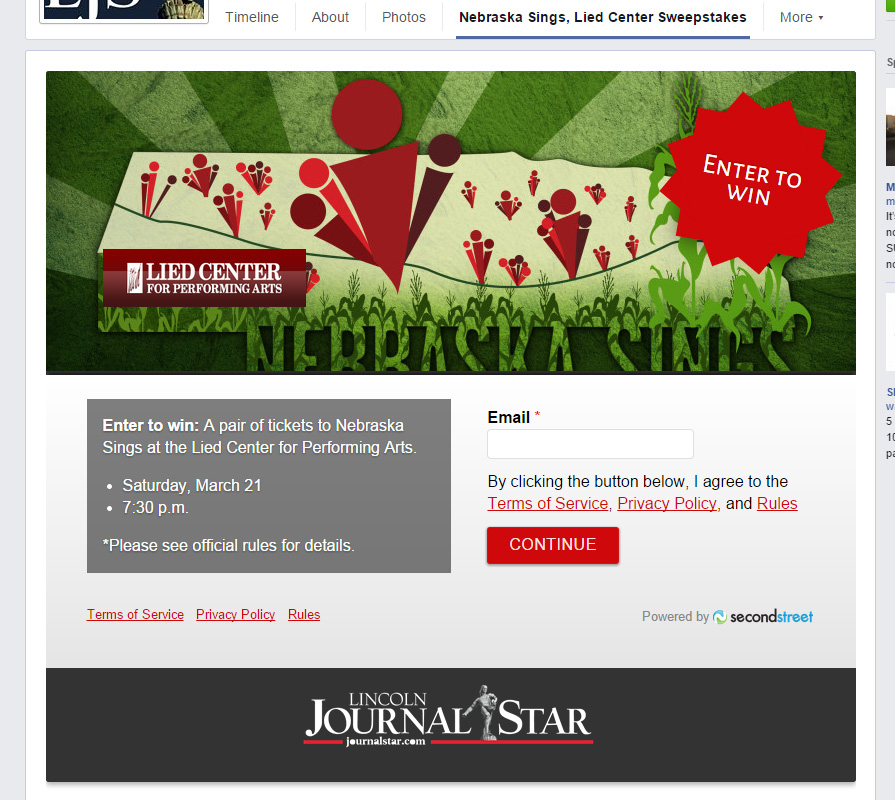 LJS
Timeline About Photos Nebraska Sings, Lied Center Sweepstakes More
ENTER TO
WIN
LIED CENTER
FOR PERFORMING ARTS
NEBRASKA SINGS
Enter to win: A pair of tickets to Nebraska
Sings at the Lied Center for Performing Arts.
• Saturday, March 21
• 7:30 p.m.
*Please see official rules for details.
Email *
By clicking the button below, I agree to the
Terms of Service, Privacy Policy, and Rules
CONTINUE
Terms of Service Privacy Policy Rules
Powered by secondstreet
LINCOLN
JOURNAL STAR
journalstar.com